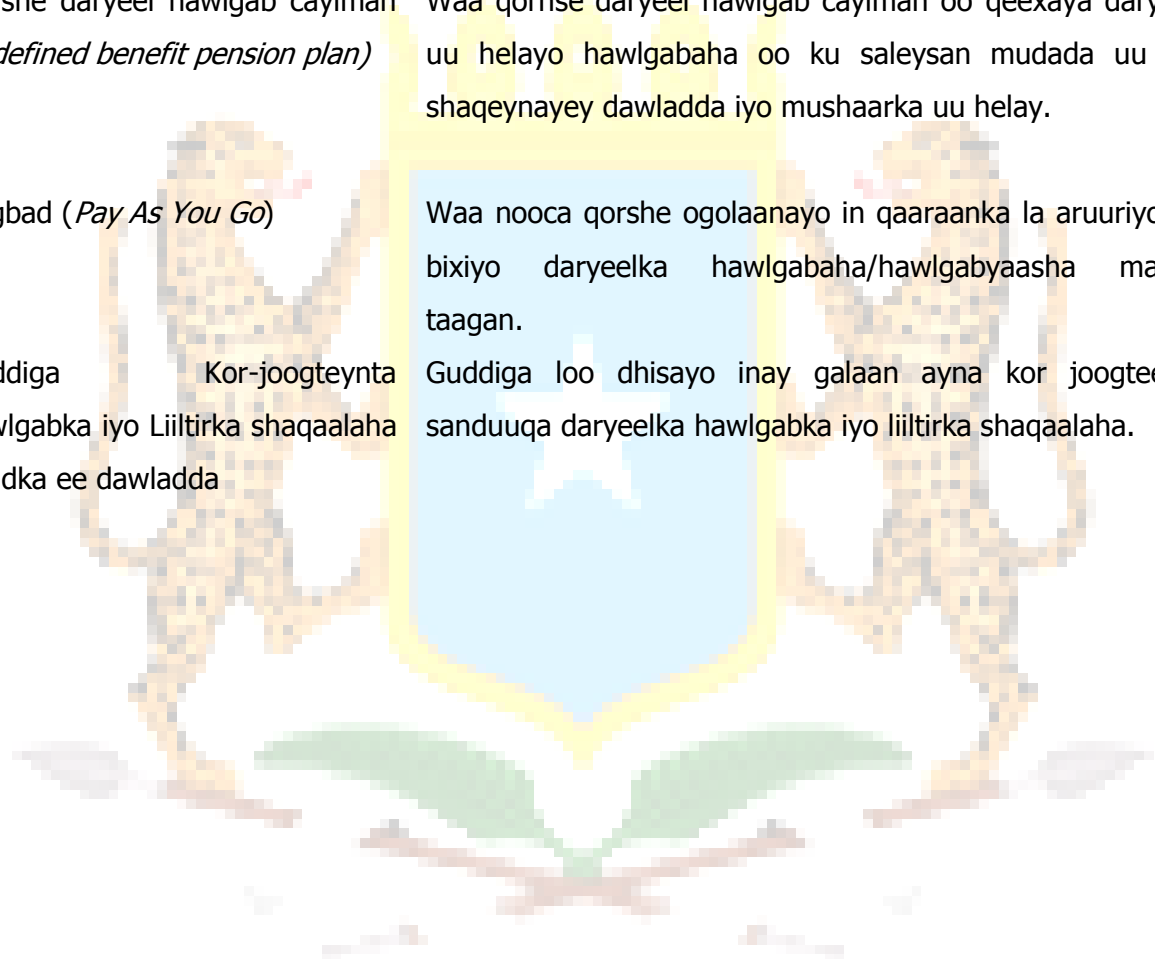 she daryeel hawlgab cayiman
defined benefit pension plan)
Waa qorhse daryeel hawlgab cayiman oo qeexaya dary
uu helayo hawlgabaha oo ku saleysan mudada uu
shaqeynayey dawladda iyo mushaarka uu helay.
gbad (Pay As You Go)
Waa nooca qorshe ogolaanayo in qaaraanka la aruuriyo
bixiyo daryeelka hawlgabaha/hawlgabyaasha ma
taagan.
ddiga Kor-joogteynta
wlgabka iyo Liiltirka shaqaalaha
dka ee dawladda
Guddiga loo dhisayo inay galaan ayna kor joogtee
sanduuqa daryeelka hawlgabka iyo liiltirka shaqaalaha.